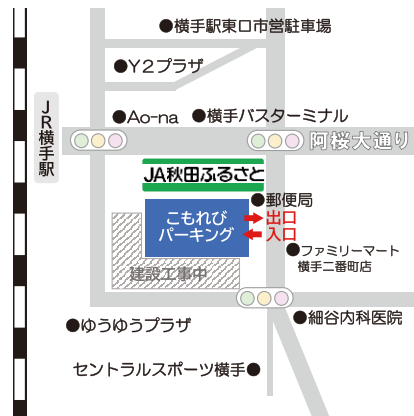 ●横手駅東口市営駐車場
●Y2プラザ
●Ao-na
●横手バスターミナル
JR横手駅
阿桜大通り
JA秋田ふるさと
●郵便局
こもれび
パーキング
出口
入口
●ファミリーマート
横手二番町店
建設工事中
●ゆうゆうプラザ
●細谷内科医院
セントラルスポーツ横手●